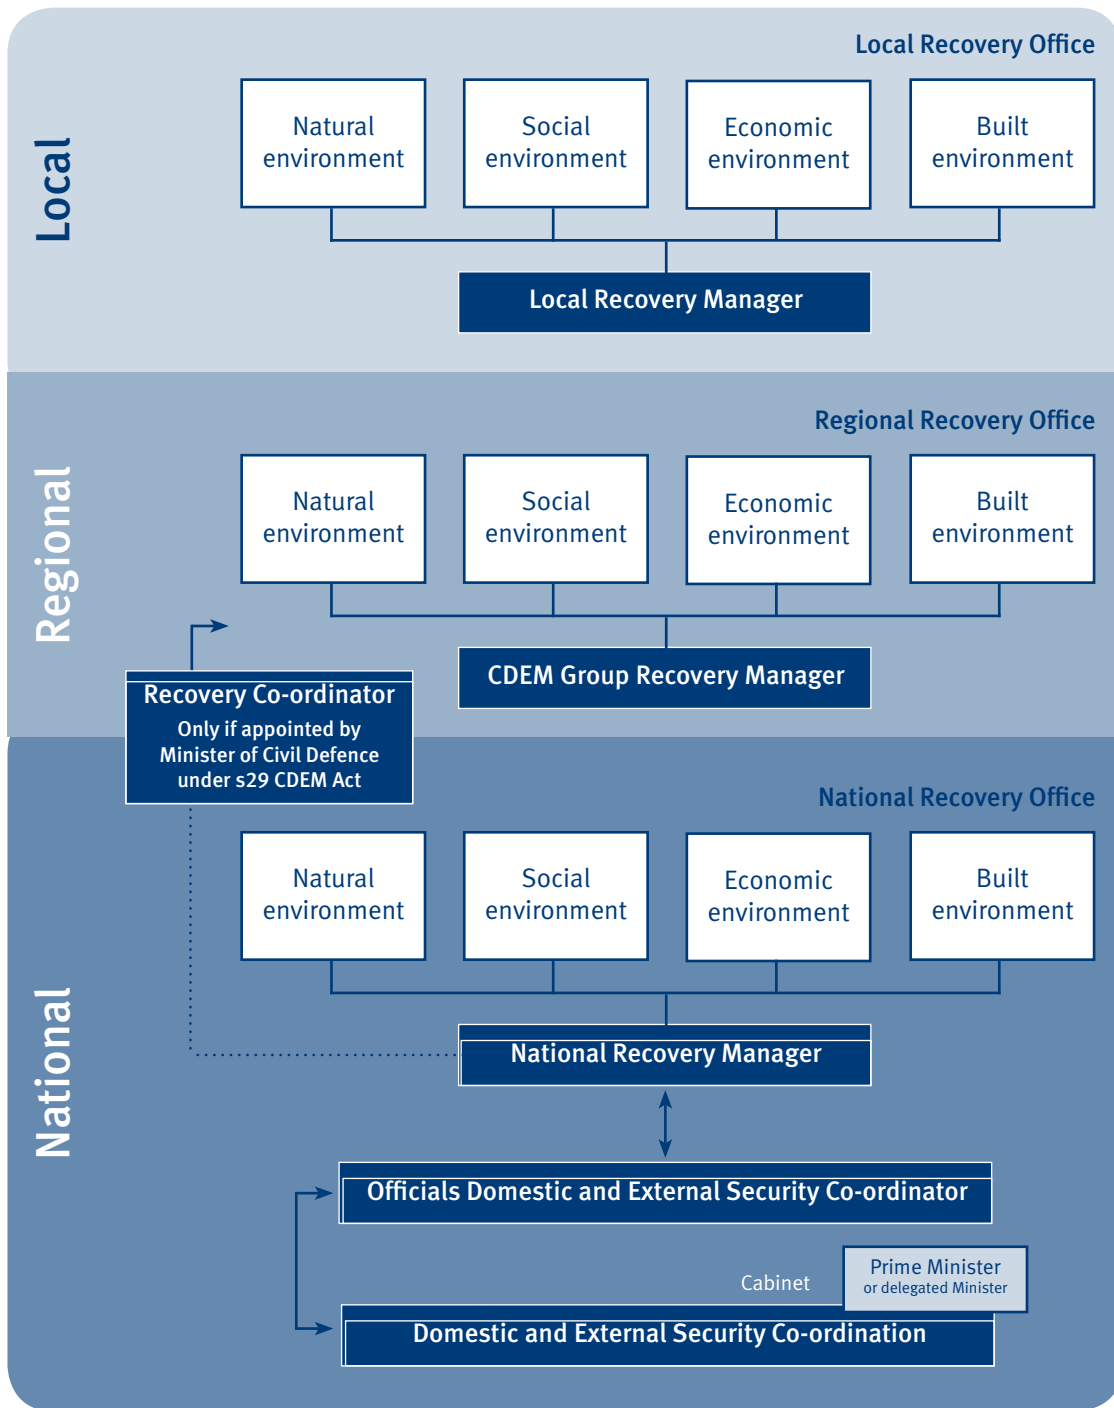 Local
Local Recovery Office
Natural
environment
Social
environment
Economic
environment
Built
environment
Local Recovery Manager
Regional
Regional Recovery Office
Natural
environment
Social
environment
Economic
environment
Built
environment
CDEM Group Recovery Manager
Recovery Co-ordinator
Only if appointed by
Minister of Civil Defence
under s29 CDEM Act
National
National Recovery Office
Natural
environment
Social
environment
Economic
environment
Built
environment
National Recovery Manager
Officials Domestic and External Security Co-ordinator
Cabinet
Prime Minister
or delegated Minister
Domestic and External Security Co-ordination